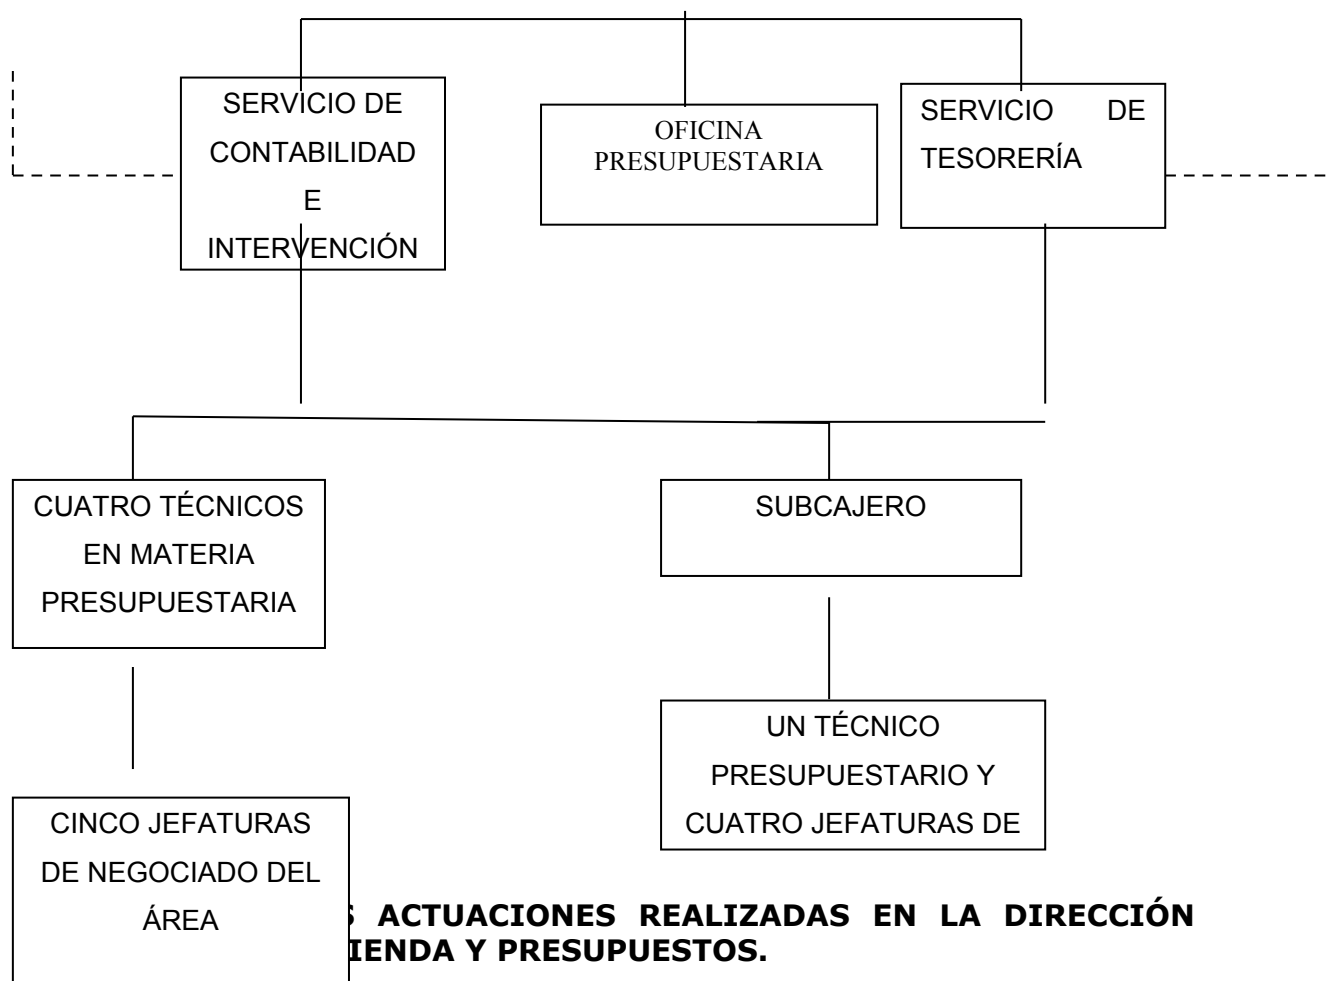 SERVICIO DE
CONTABILIDAD
E
INTERVENCIÓN
OFICINA
PRESUPUESTARIA
SERVICIO DE
TESORERÍA
CUATRO TÉCNICOS
EN MATERIA
PRESUPUESTARIA
SUBCAJERO
UN TÉCNICO
PRESUPUESTARIO Y
CUATRO JEFATURAS DE
CINCO JEFATURAS
DE NEGOCIADO DEL
ÁREA
ACTUACIONES REALIZADAS EN LA DIRECCIÓN
IENDA Y PRESUPUESTOS.